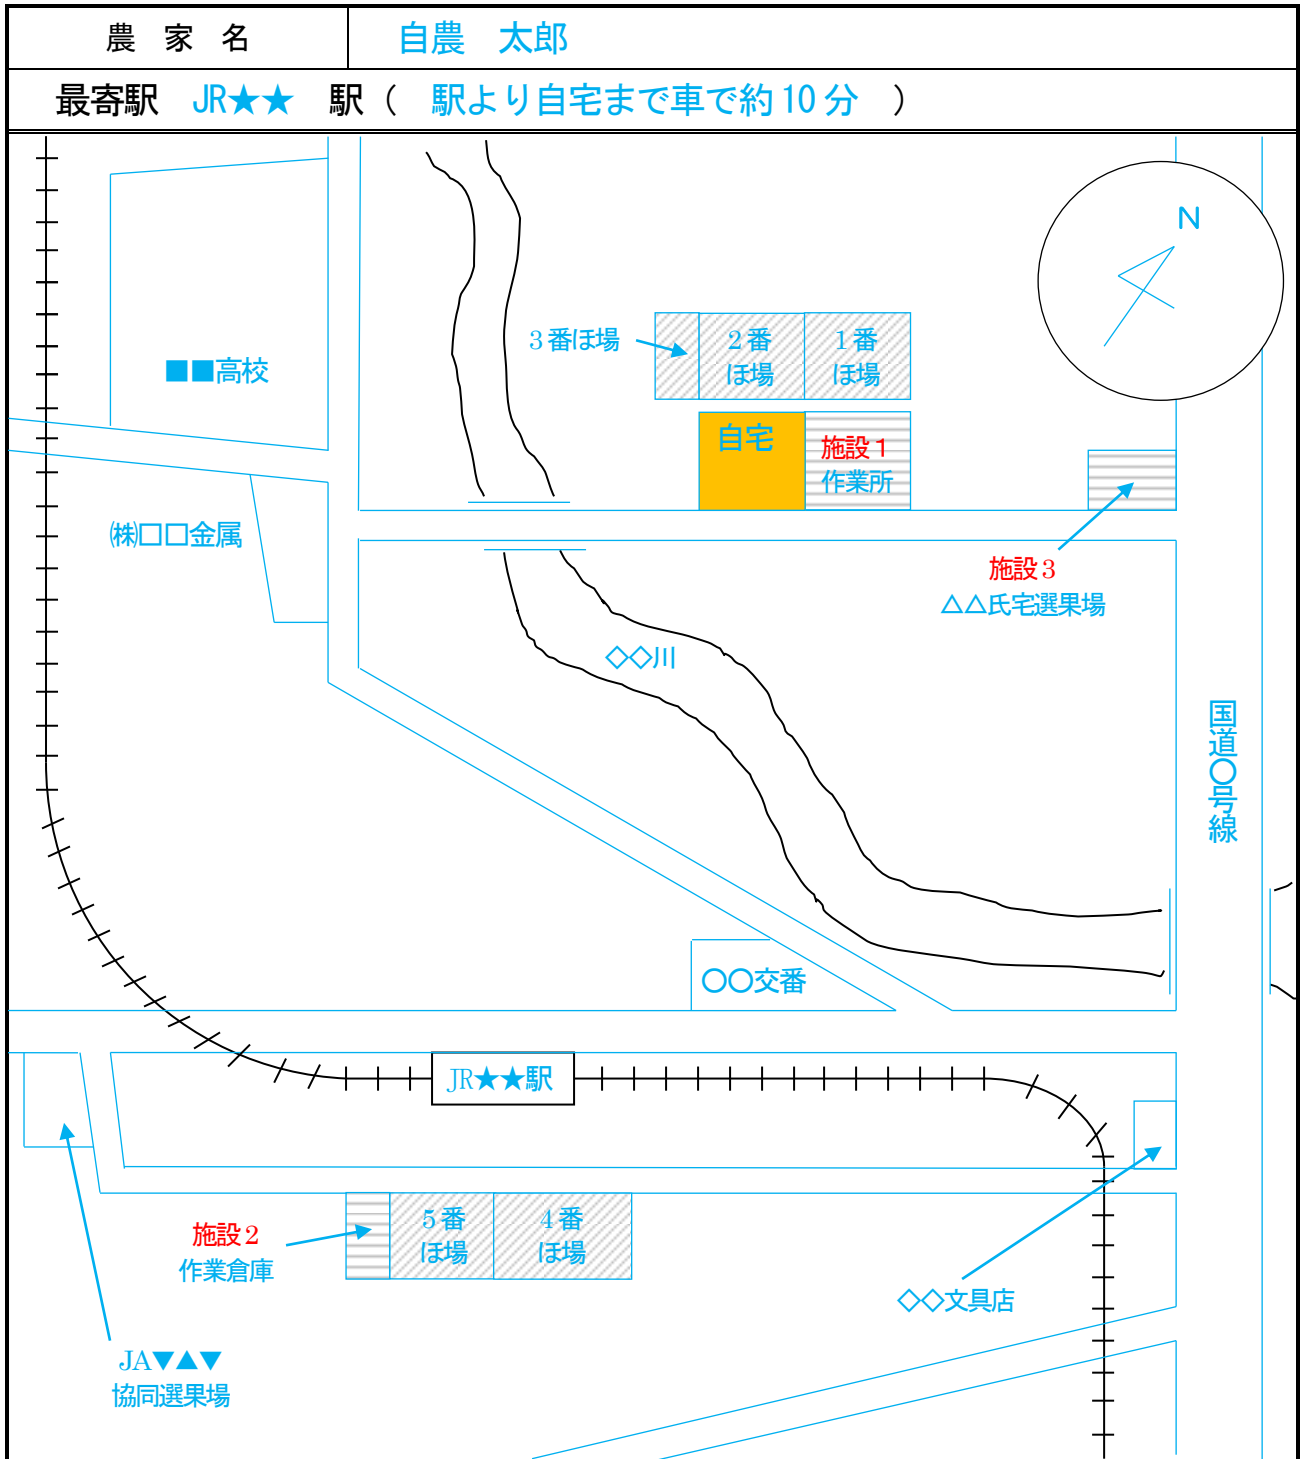 農 家 名
自農 太郎
最寄駅 JR★★ 駅（ 駅より自宅まで車で約10分 ）
N
3番ほ場
2番
ほ場
1番
ほ場
■■高校
自宅
施設1
作業所
㈱□□金属
施設3
△△氏宅選果場
◇◇川
国道〇号線
〇〇交番
JR★★駅
施設2
作業倉庫
5番
ほ場
4番
ほ場
◇◇文具店
JA▼▲▼
協同選果場